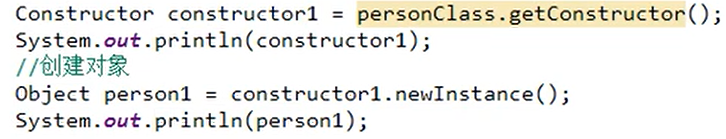 Constructor constructor1 = personClass.getConstructor();
System.out.println(constructor1);
//创建对象
Object person1 = constructor1.newInstance();
System.out.println(person1);